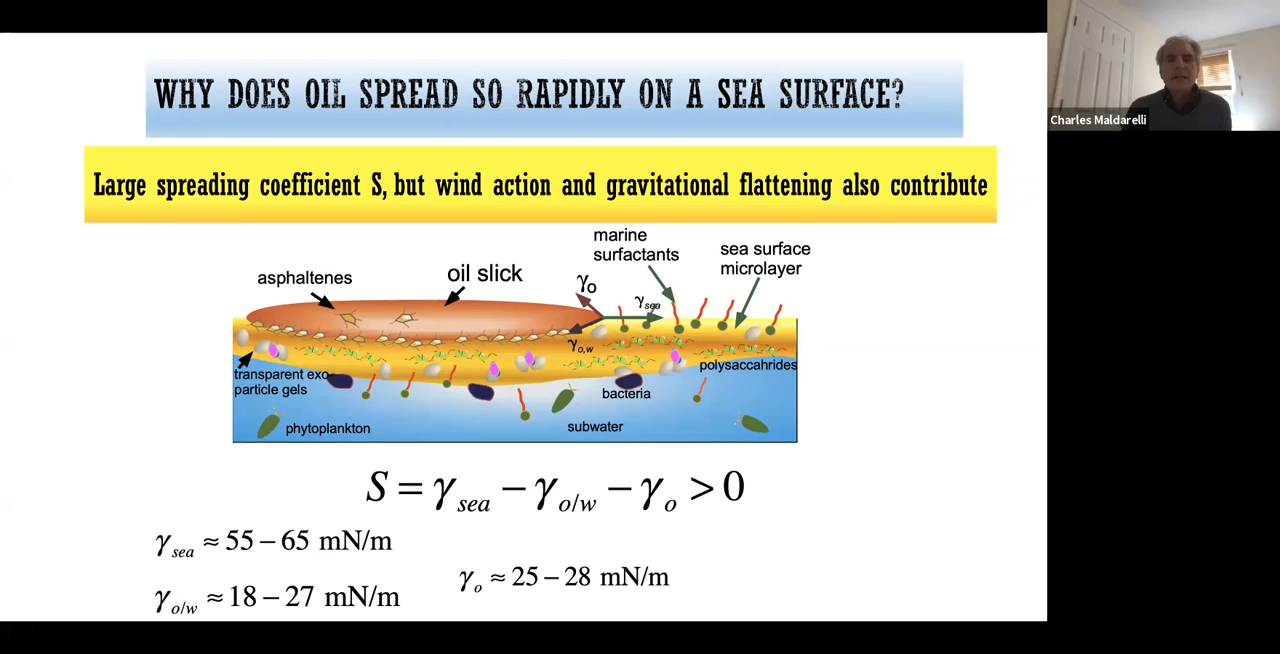 WHY DOES OIL SPREAD SO RAPIDLY ON A SEA SURFACE?
Charles Maldarelli
Large spreading coefficient S, but wind action and gravitational flattening also contribute
marine
surfactants
sea surface
microlayer
asphaltenes
oil slick
γo
γsea
γo,w
transparent exo
particle gels
polysaccahrides
bacteria
phytoplankton
subwater
S = γsea − γo/w − γo > 0
γsea ≈ 55 – 65 mN/m
γo ≈ 25 – 28 mN/m
γo/w ≈ 18 – 27 mN/m